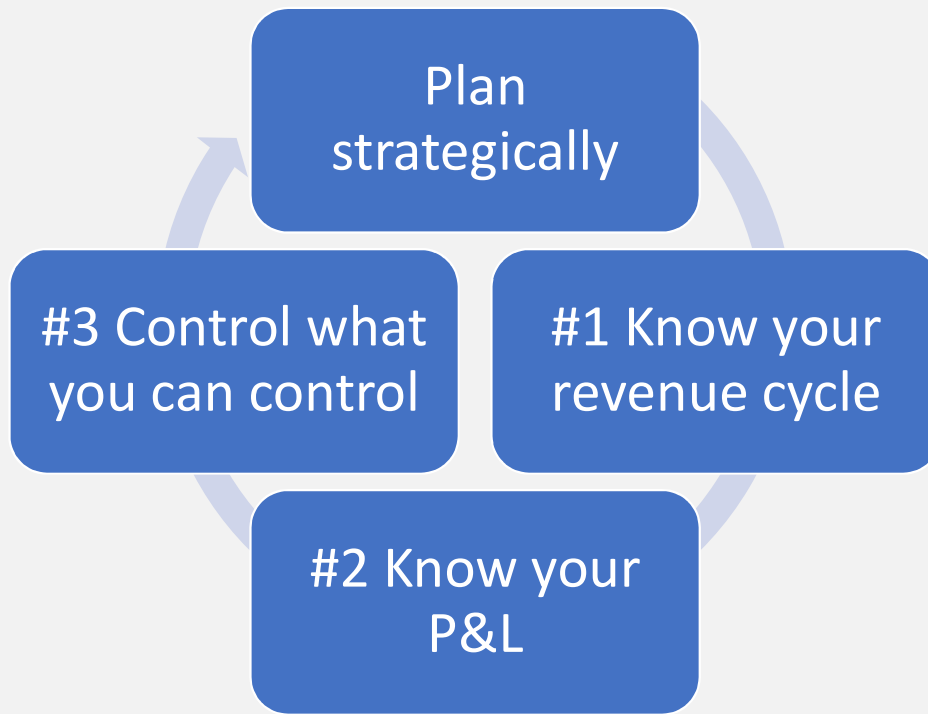 Plan
strategically
#1 Know your
revenue cycle
#2 Know your
P&L
#3 Control what
you can control